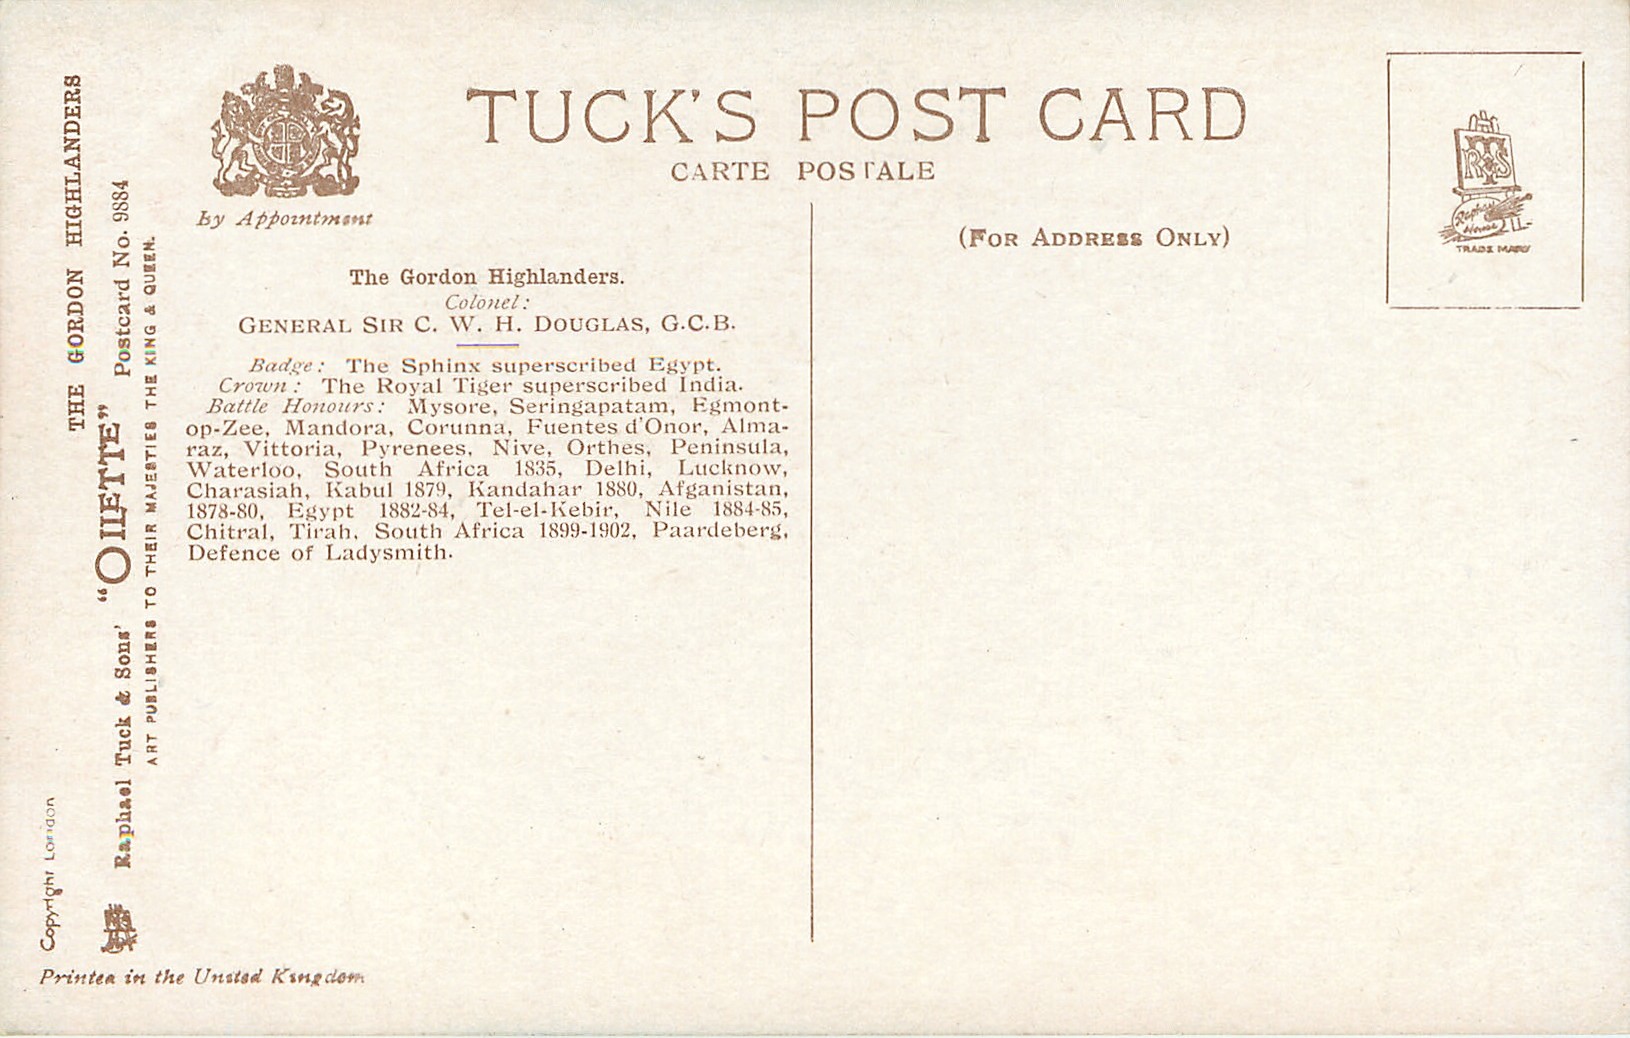 TUCK'S POST CARD
CARTE POSTALE
By Appointment
(FOR ADDRESS ONLY)
RTS
Raphael House
TRADE MARK
The Gordon Highlanders.
Colonel:
GENERAL SIR C. W. H. DOUGLAS, G.C.B.
Badge: The Sphinx superscribed Egypt.
Crown: The Royal Tiger superscribed India.
Battle Honours: Mysore, Seringapatam, Egmont-
op-Zee, Mandora, Corunna, Fuentes d'Onor, Alma-
raz, Vittoria, Pyrenees, Nive, Orthes, Peninsula,
Waterloo, South Africa 1835, Delhi, Lucknow,
Charasiah, Kabul 1879, Kandahar 1880, Afganistan,
1878-80, Egypt 1882-84, Tel-el-Kebir, Nile 1884-85,
Chitral, Tirah, South Africa 1899-1902, Paardeberg,
Defence of Ladysmith.
THE GORDON HIGHLANDERS
Raphael Tuck & Sons' "OILETTE" Postcard No. 9884
ART PUBLISHERS TO THEIR MAJESTIES THE KING & QUEEN.
Copyright London
Printed in the United Kingdom